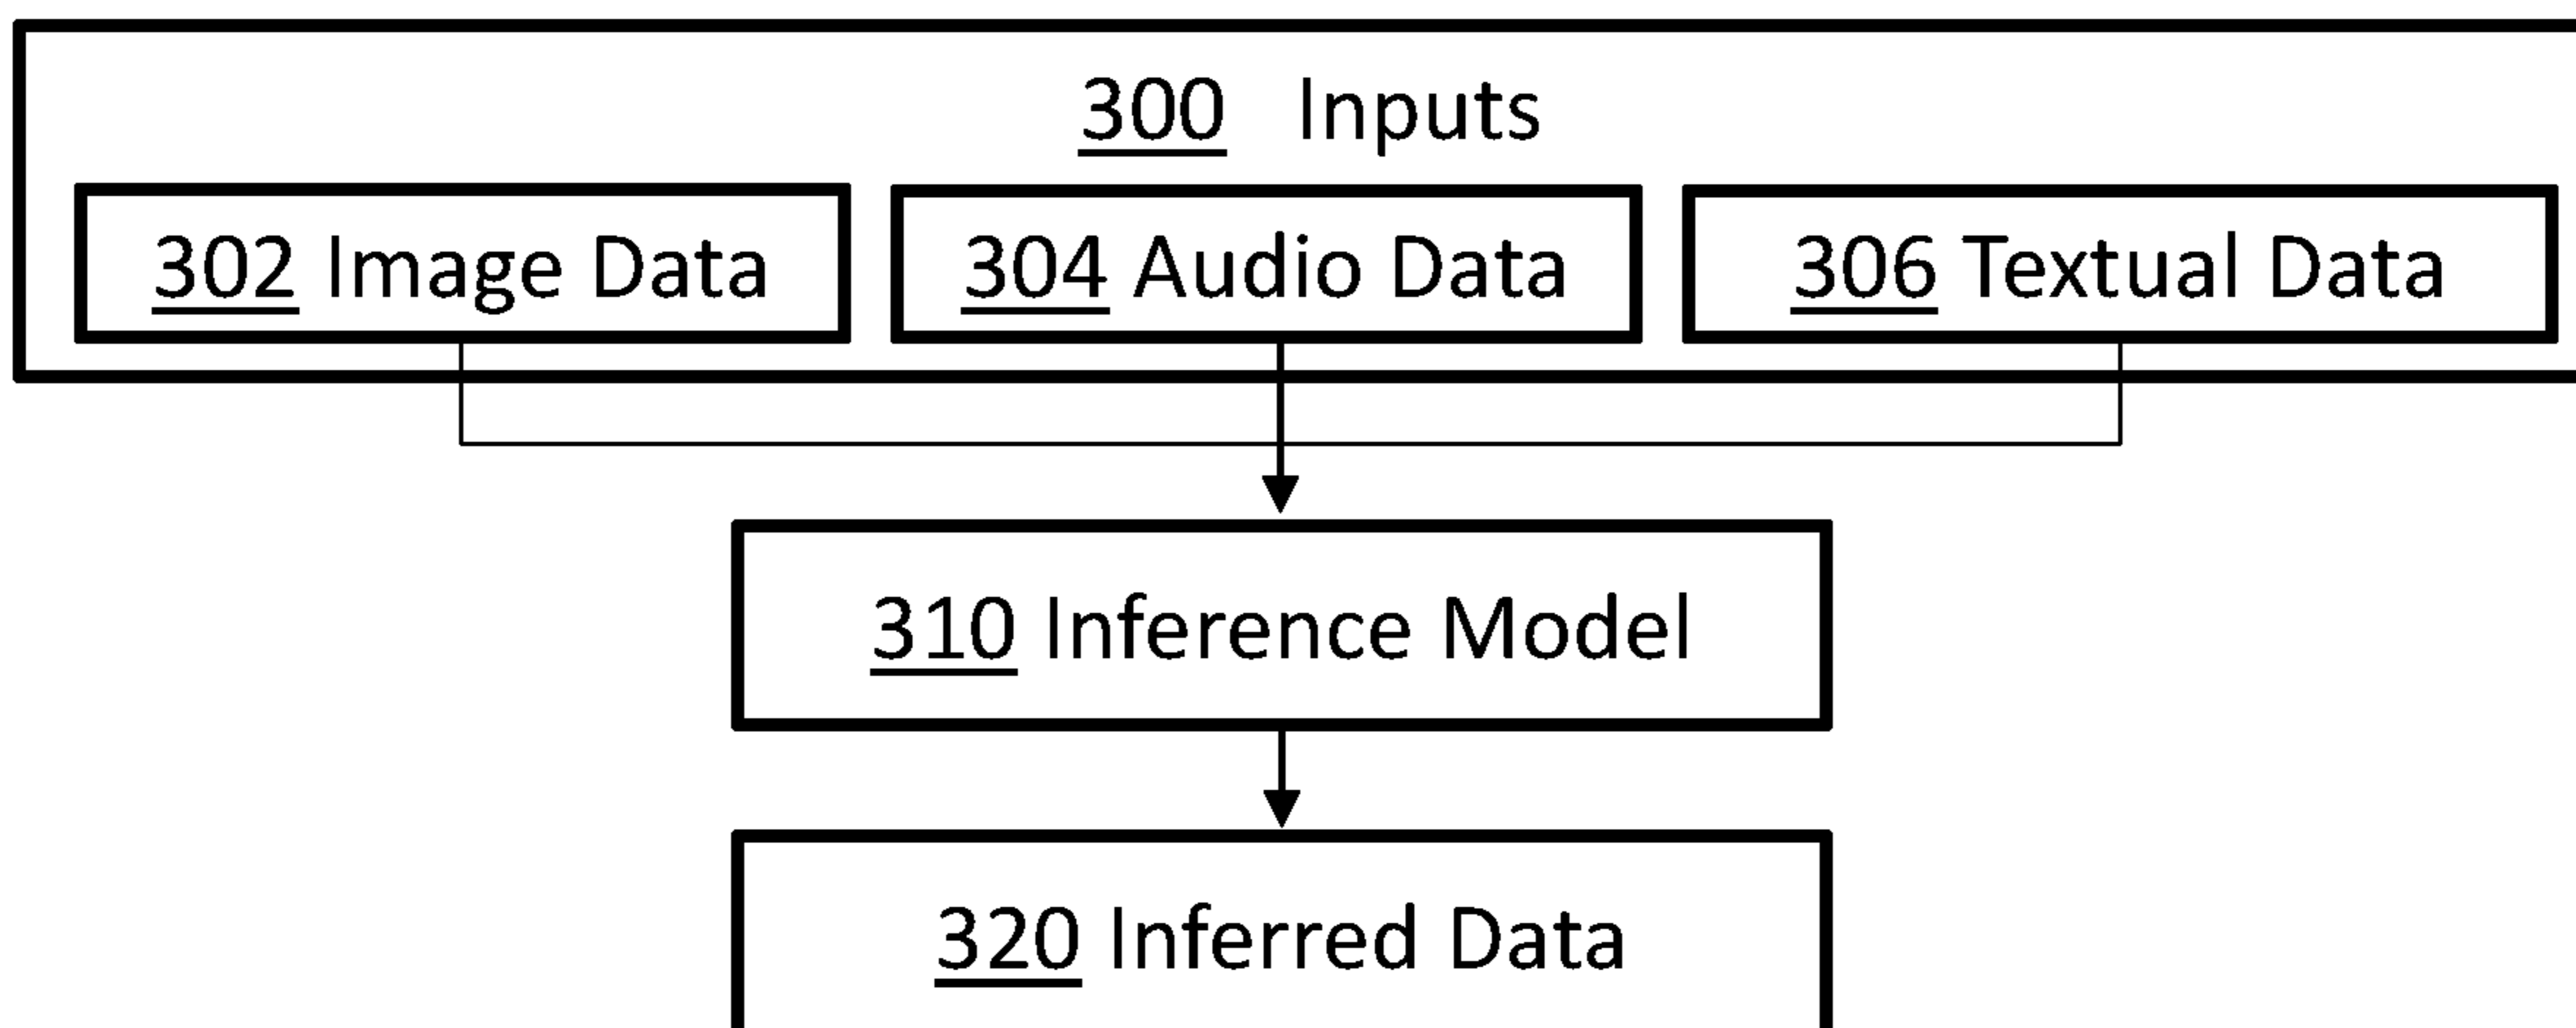 300 Inputs
302 Image Data
304 Audio Data
306 Textual Data
310 Inference Model
320 Inferred Data